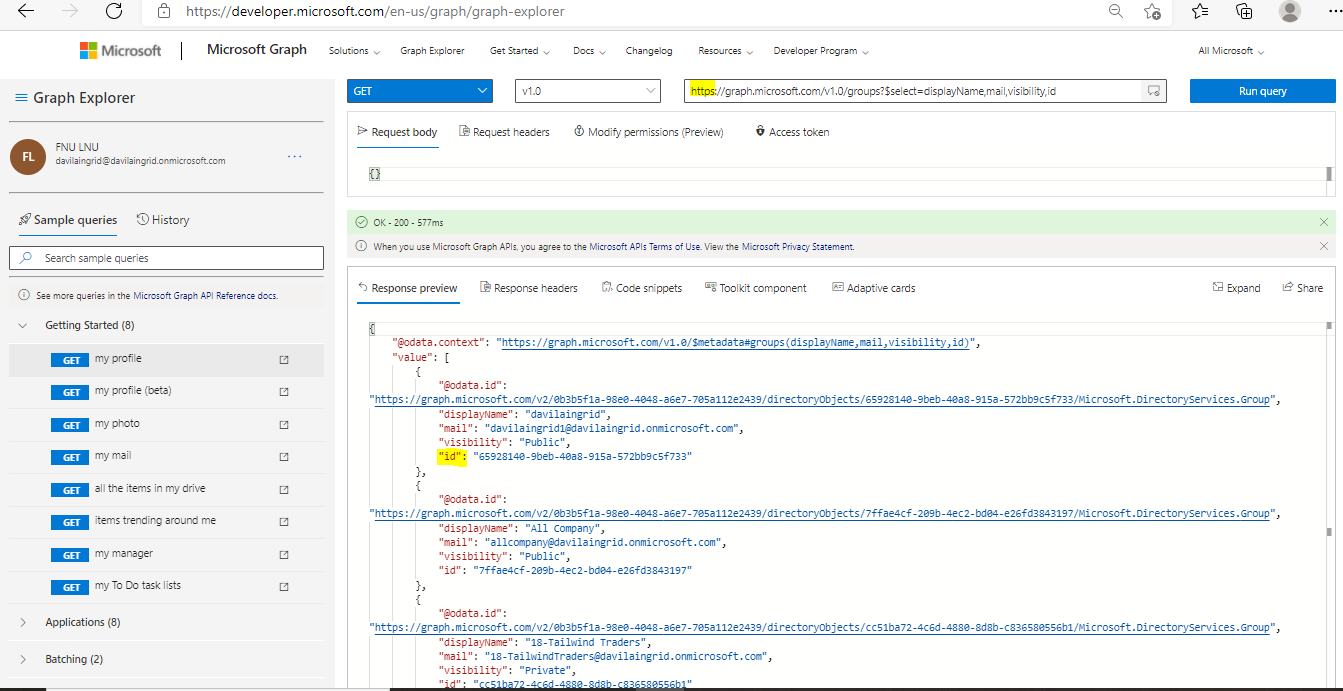 https://developer.microsoft.com/en-us/graph/graph-explorer
Microsoft
Microsoft Graph
Solutions
Graph Explorer
Get Started
Docs
Changelog
Resources
Developer Program
All Microsoft
Graph Explorer
FL
FNU LNU
davilaingrid@davilaingrid.onmicrosoft.com
...
Sample queries
History
Search sample queries
See more queries in the Microsoft Graph API Reference docs.
Getting Started (8)
GET my profile
GET my profile (beta)
GET my photo
GET my mail
GET all the items in my drive
GET items trending around me
GET my manager
GET my To Do task lists
Applications (8)
Batching (2)
GET
v1.0
https://graph.microsoft.com/v1.0/groups?$select=displayName,mail,visibility,id
Run query
Request body
Request headers
Modify permissions (Preview)
Access token
{}
OK - 200 - 577ms
When you use Microsoft Graph APIs, you agree to the Microsoft APIs Terms of Use. View the Microsoft Privacy Statement.
Response preview
Response headers
Code snippets
Toolkit component
Adaptive cards
Expand
Share
{
"@odata.context": "https://graph.microsoft.com/v1.0/$metadata#groups(displayName,mail,visibility,id)",
"value": [
{
"@odata.id":
"https://graph.microsoft.com/v2/0b3b5f1a-98e0-4048-a6e7-705a112e2439/directoryObjects/65928140-9beb-40a8-915a-572bb9c5f733/Microsoft.DirectoryServices.Group",
"displayName": "davilaingrid",
"mail": "davilaingrid1@davilaingrid.onmicrosoft.com",
"visibility": "Public",
"id": "65928140-9beb-40a8-915a-572bb9c5f733"
},
{
"@odata.id":
"https://graph.microsoft.com/v2/0b3b5f1a-98e0-4048-a6e7-705a112e2439/directoryObjects/7ffae4cf-209b-4ec2-bd04-e26fd3843197/Microsoft.DirectoryServices.Group",
"displayName": "All Company",
"mail": "allcompany@davilaingrid.onmicrosoft.com",
"visibility": "Public",
"id": "7ffae4cf-209b-4ec2-bd04-e26fd3843197"
},
{
"@odata.id":
"https://graph.microsoft.com/v2/0b3b5f1a-98e0-4048-a6e7-705a112e2439/directoryObjects/cc51ba72-4c6d-4880-8d8b-c836580556b1/Microsoft.DirectoryServices.Group",
"displayName": "18-Tailwind Traders",
"mail": "18-TailwindTraders@davilaingrid.onmicrosoft.com",
"visibility": "Private",
"id": "cc51ba72-4c6d-4880-8d8b-c836580556b1"